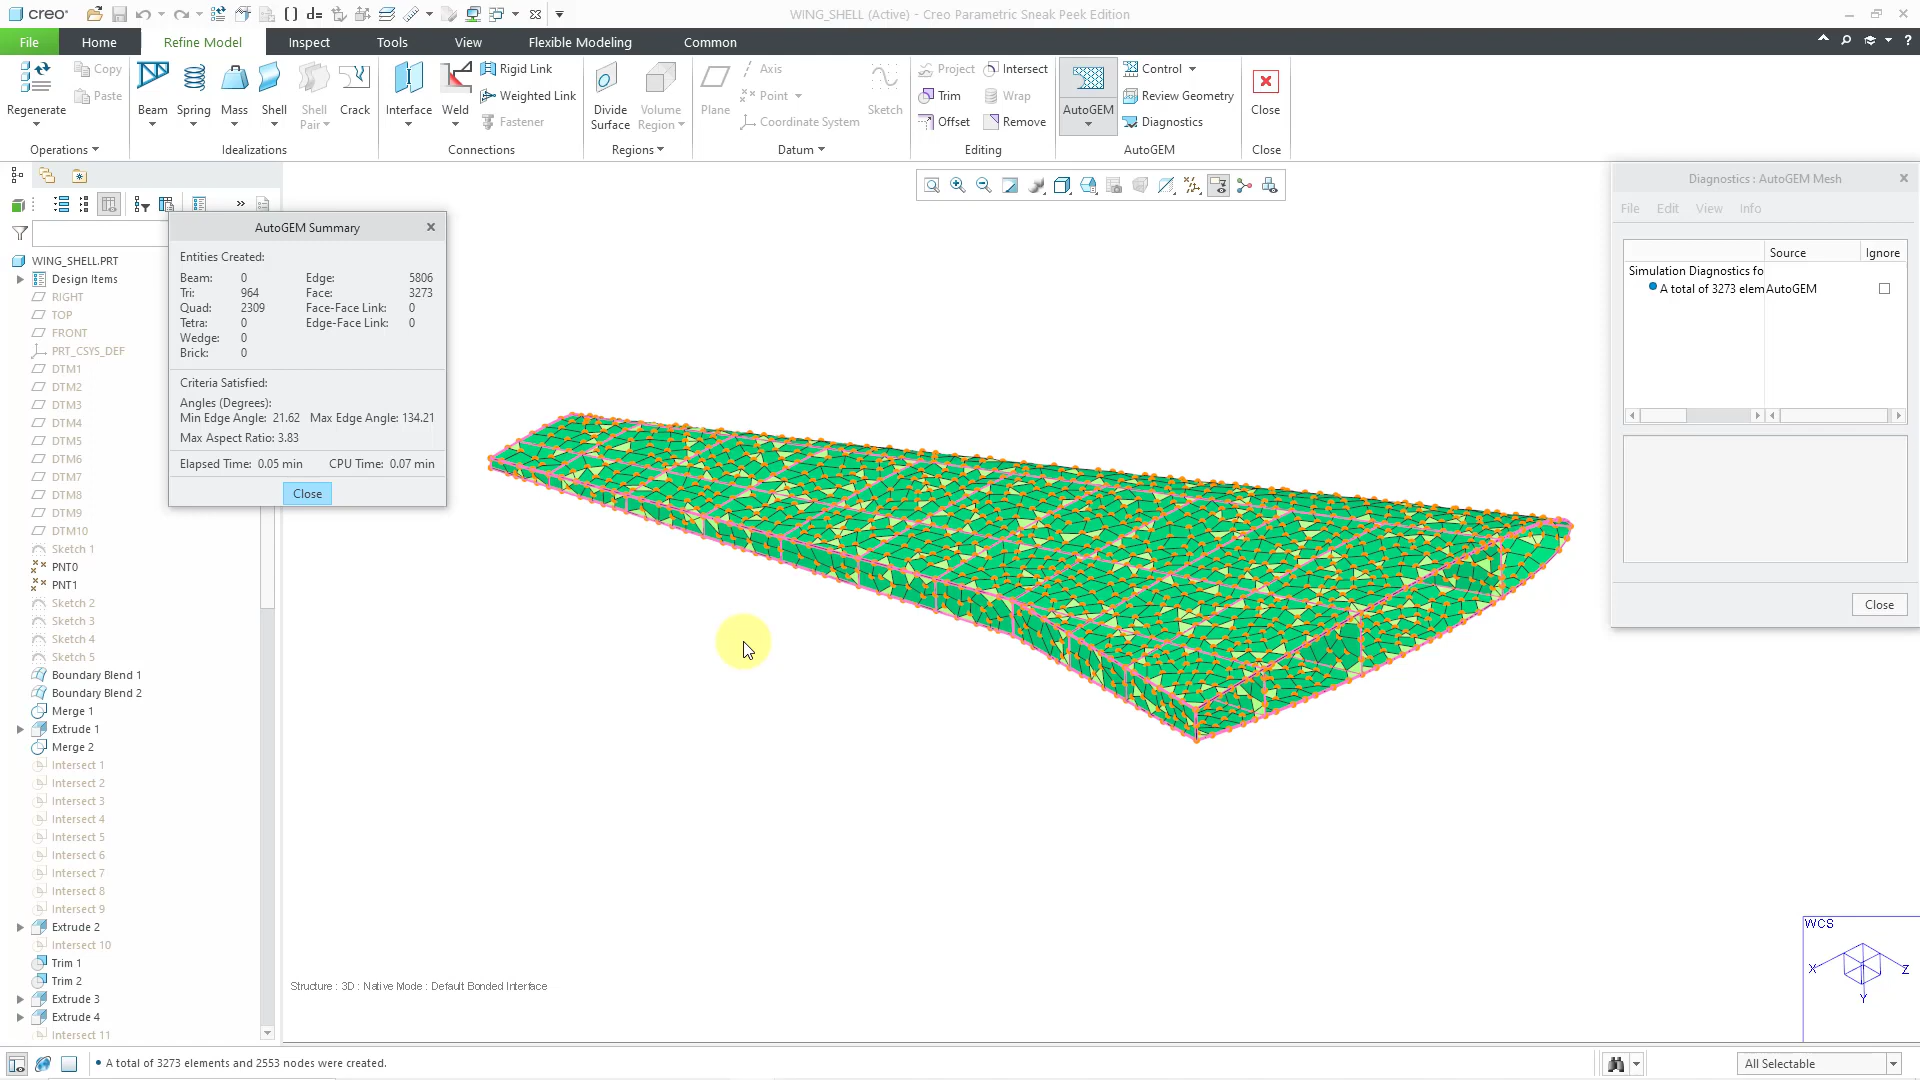 creo
WING_SHELL (Active) - Creo Parametric Sneak Peek Edition
File Home Refine Model Inspect Tools View Flexible Modeling Common
Regenerate
Copy
Paste
Operations
Beam Spring Mass Shell Shell Pair Crack
Idealizations
Interface Weld
Rigid Link
Weighted Link
Fastener
Connections
Divide Surface
Volume Region
Regions
Plane
Axis
Point
Coordinate System
Sketch
Datum
Project Intersect
Trim Wrap
Offset Remove
Editing
AutoGEM
Control
Review Geometry
Diagnostics
AutoGEM
Close
Close
WING_SHELL.PRT
Design Items
RIGHT
TOP
FRONT
PRT_CSYS_DEF
DTM1
DTM2
DTM3
DTM4
DTM5
DTM6
DTM7
DTM8
DTM9
DTM10
Sketch 1
PNT0
PNT1
Sketch 2
Sketch 3
Sketch 4
Sketch 5
Boundary Blend 1
Boundary Blend 2
Merge 1
Extrude 1
Merge 2
Intersect 1
Intersect 2
Intersect 3
Intersect 4
Intersect 5
Intersect 6
Intersect 7
Intersect 8
Intersect 9
Extrude 2
Intersect 10
Trim 1
Trim 2
Extrude 3
Extrude 4
Intersect 11
AutoGEM Summary
Entities Created:
Beam: 0 Edge: 5806
Tri: 964 Face: 3273
Quad: 2309 Face-Face Link: 0
Tetra: 0 Edge-Face Link: 0
Wedge: 0
Brick: 0
Criteria Satisfied:
Angles (Degrees):
Min Edge Angle: 21.62 Max Edge Angle: 134.21
Max Aspect Ratio: 3.83
Elapsed Time: 0.05 min CPU Time: 0.07 min
Close
Diagnostics : AutoGEM Mesh
File Edit View Info
Source Ignore
Simulation Diagnostics fo
A total of 3273 elem AutoGEM
Close
WCS
X Z
Y
Structure : 3D : Native Mode : Default Bonded Interface
• A total of 3273 elements and 2553 nodes were created.
All Selectable